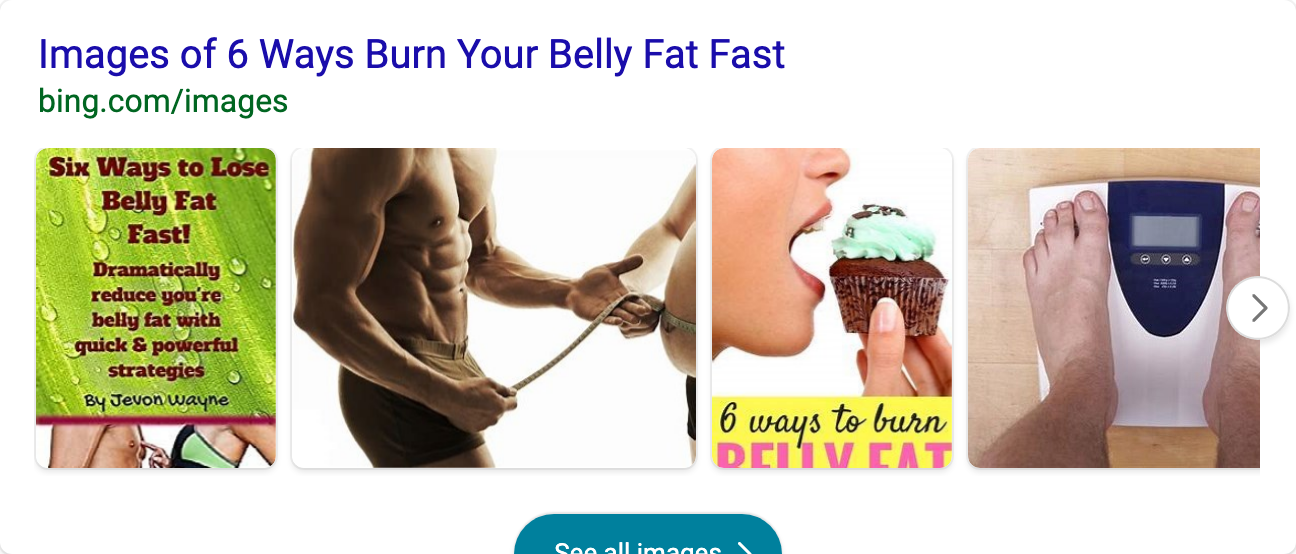 Images of 6 Ways Burn Your Belly Fat Fast
bing.com/images
Six Ways to Lose
Belly Fat
Fast!
Dramatically
reduce you're
belly fat with
quick & powerful
strategies
By Jevon Wayne
6 ways to burn
BELLY FAT
See all images